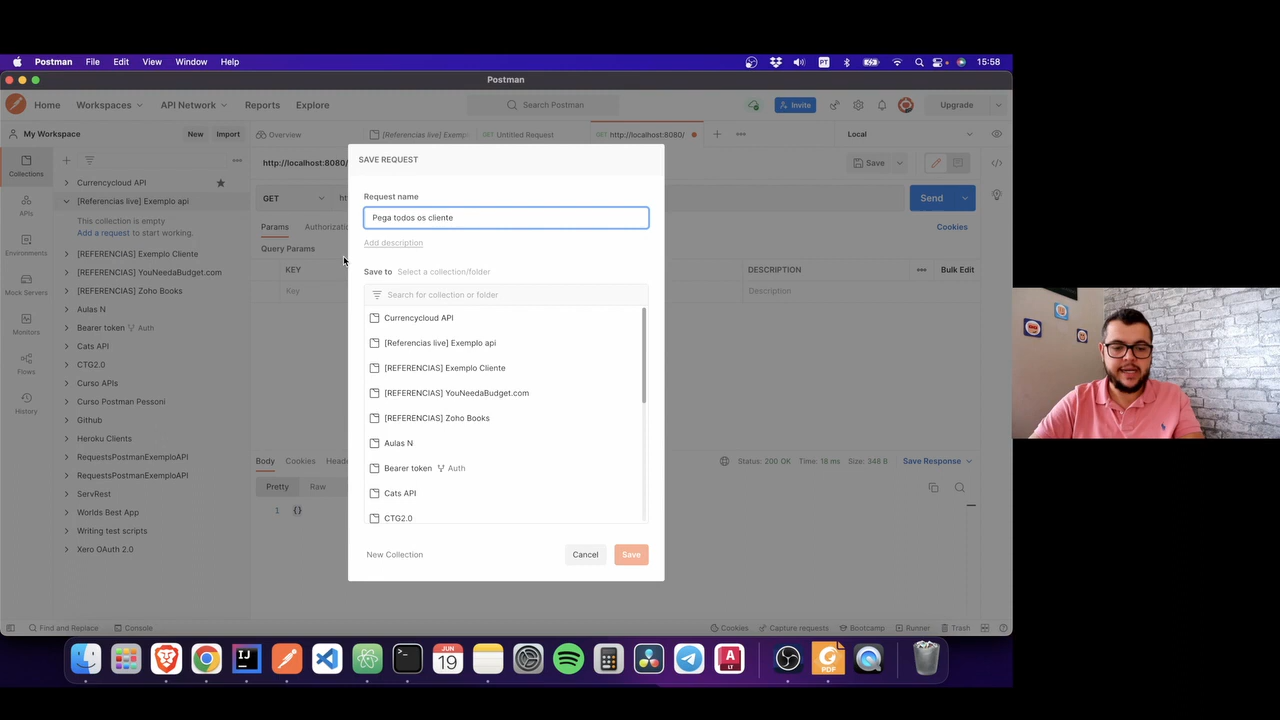 Postman File Edit View Window Help PT 15:58
Postman
Home Workspaces API Network Reports Explore Search Postman Invite Upgrade
My Workspace New Import Overview [Referencias live] Exemp GET Untitled Request GET http://localhost:8080/ Local
Collections
APIs
Environments
Mock Servers
Monitors
Flows
History
Currencycloud API
[Referencias live] Exemplo api
This collection is empty
Add a request to start working.
[REFERENCIAS] Exemplo Cliente
[REFERENCIAS] YouNeedaBudget.com
[REFERENCIAS] Zoho Books
Aulas N
Bearer token Auth
Cats API
CTG2.0
Curso APIs
Curso Postman Pessoni
Github
Heroku Clients
RequestsPostmanExemploAPI
RequestsPostmanExemploAPI
ServRest
Worlds Best App
Writing test scripts
Xero OAuth 2.0
http://localhost:8080/ Save
GET htt Send
Params Authorizatio Cookies
Query Params
KEY DESCRIPTION Bulk Edit
Key Description
SAVE REQUEST
Request name
Pega todos os cliente
Add description
Save to Select a collection/folder
Search for collection or folder
Currencycloud API
[Referencias live] Exemplo api
[REFERENCIAS] Exemplo Cliente
[REFERENCIAS] YouNeedaBudget.com
[REFERENCIAS] Zoho Books
Aulas N
Bearer token Auth
Cats API
CTG2.0
New Collection Cancel Save
Body Cookies Heade Status: 200 OK Time: 18 ms Size: 348 B Save Response
Pretty Raw
1 {}
Find and Replace Console Cookies Capture requests Bootcamp Runner Trash
JUN
19
PDF